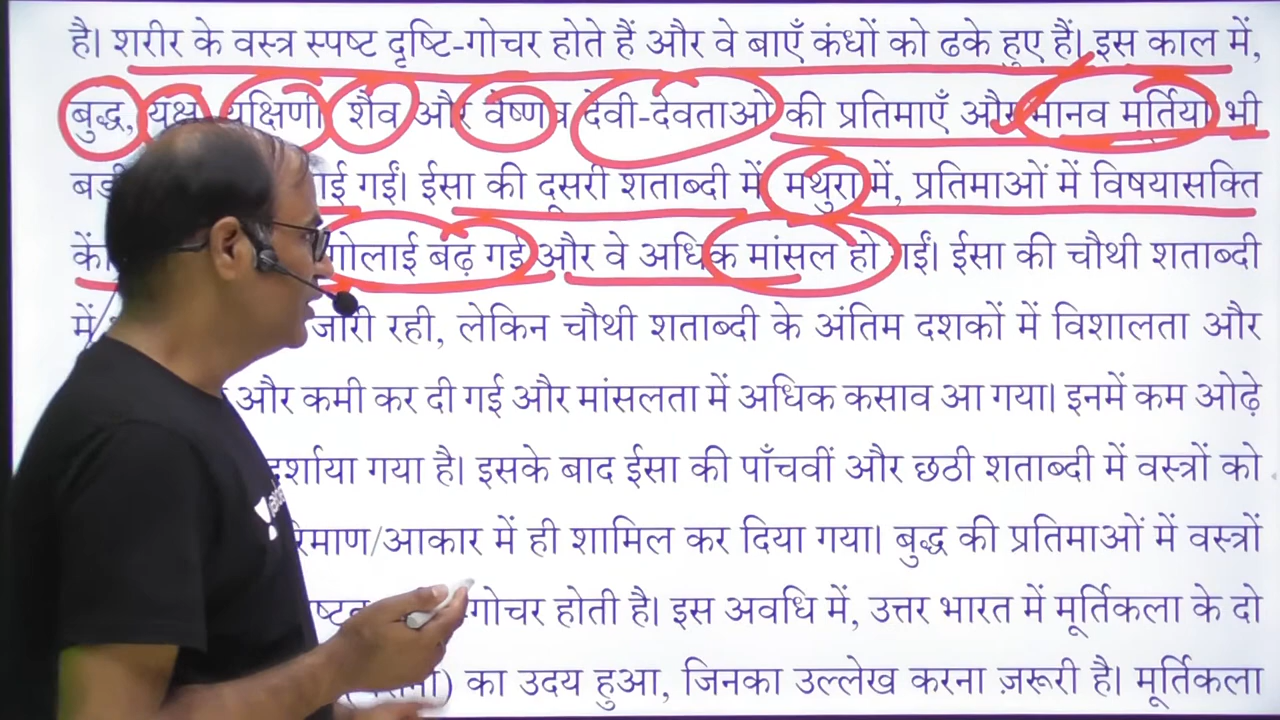 है। शरीर के वस्त्र स्पष्ट दृष्टि-गोचर होते हैं और वे बाएँ कंधों को ढके हुए हैं। इस काल में,
बुद्ध, यक्ष यक्षिणी शैव और वैष्णव देवी-देवताओं की प्रतिमाएँ और मानव मूर्तियां भी
गई गईं। ईसा की दूसरी शताब्दी में मथुरा में, प्रतिमाओं में विषयासक्ति
गोलाई बढ़ गई और वे अधिक मांसल हो गईं। ईसा की चौथी शताब्दी
में जारी रही, लेकिन चौथी शताब्दी के अंतिम दशकों में विशालता और
और कमी कर दी गई और मांसलता में अधिक कसाव आ गया। इनमें कम ओढ़े
दर्शाया गया है। इसके बाद ईसा की पाँचवीं और छठी शताब्दी में वस्त्रों को
परिमाण/आकार में ही शामिल कर दिया गया। बुद्ध की प्रतिमाओं में वस्त्रों
होती है। इस अवधि में, उत्तर भारत में मूर्तिकला के दो
का उदय हुआ, जिनका उल्लेख करना ज़रूरी है। मूर्तिकला